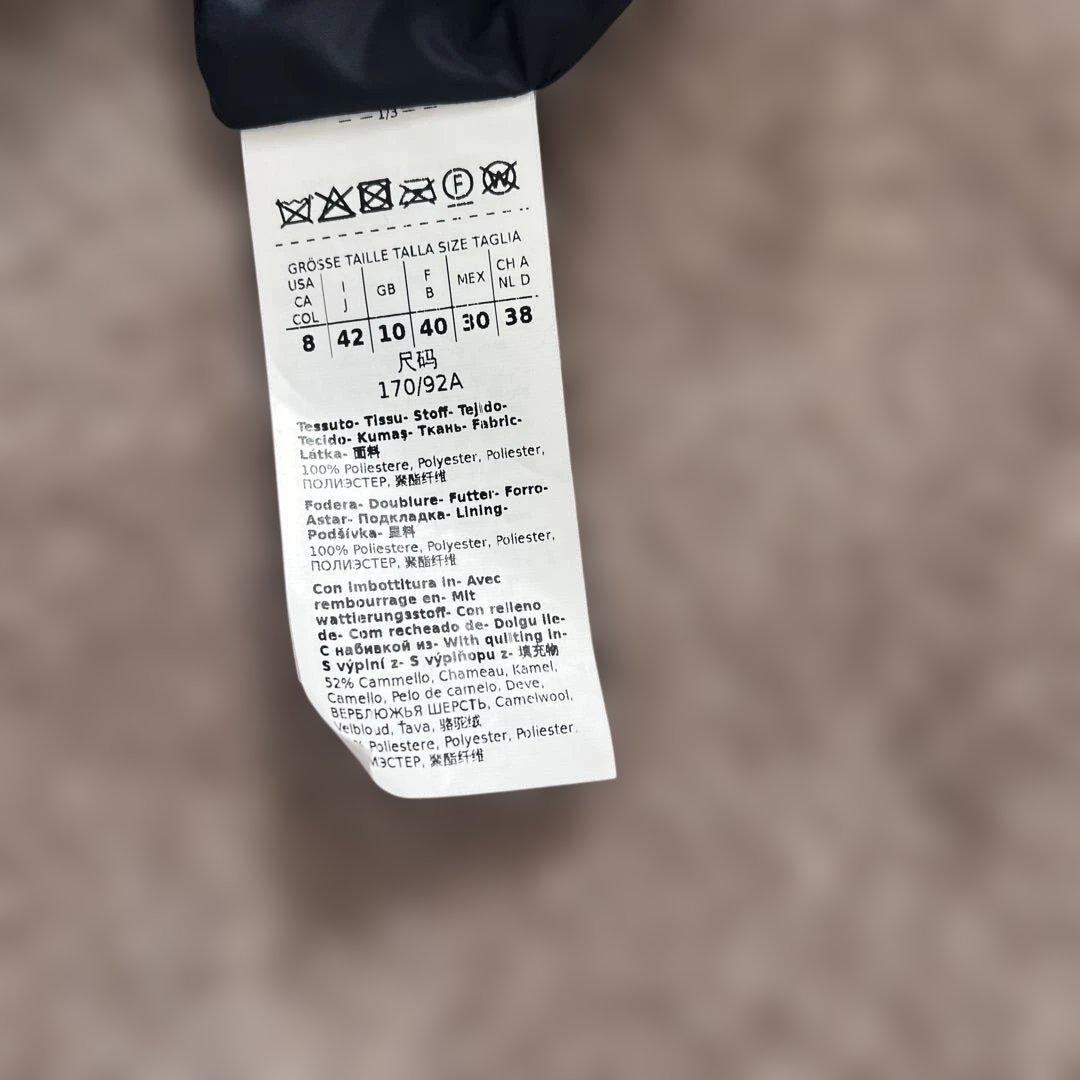 1/3
F
W
GRÖSSE TAILLE TALLA SIZE TAGLIA
USA CA COL I J GB F B MEX CH A NL D
8 42 10 40 30 38
尺码
170/92A
Tessuto- Tissu- Stoff- Tejido-
Tecido- Kumaş- Ткань- Fabric-
Látka- 面料
100% Poliestere, Polyester, Poliester,
ПОЛИЭСТЕР, 聚酯纤维
Fodera- Doublure- Futter- Forro-
Astar- Подкладка- Lining-
Podšívka- 里料
100% Poliestere, Polyester, Poliester,
ПОЛИЭСТЕР, 聚酯纤维
Con imbottitura in- Avec
rembourrage en- Mit
wattierungsstoff- Con relleno
de- Com recheado de- Dolgu ile-
С набивкой из- With quilting in-
S výplní z- S výplňopu z- 填充物
52% Cammello, Chameau, Kamel,
Camello, Pelo de camelo, Deve,
ВЕРБЛЮЖЬЯ ШЕРСТЬ, Camelwool,
Velbloud, Ťava, 骆驼绒
Poliestere, Polyester, Poliester,
聚酯纤维